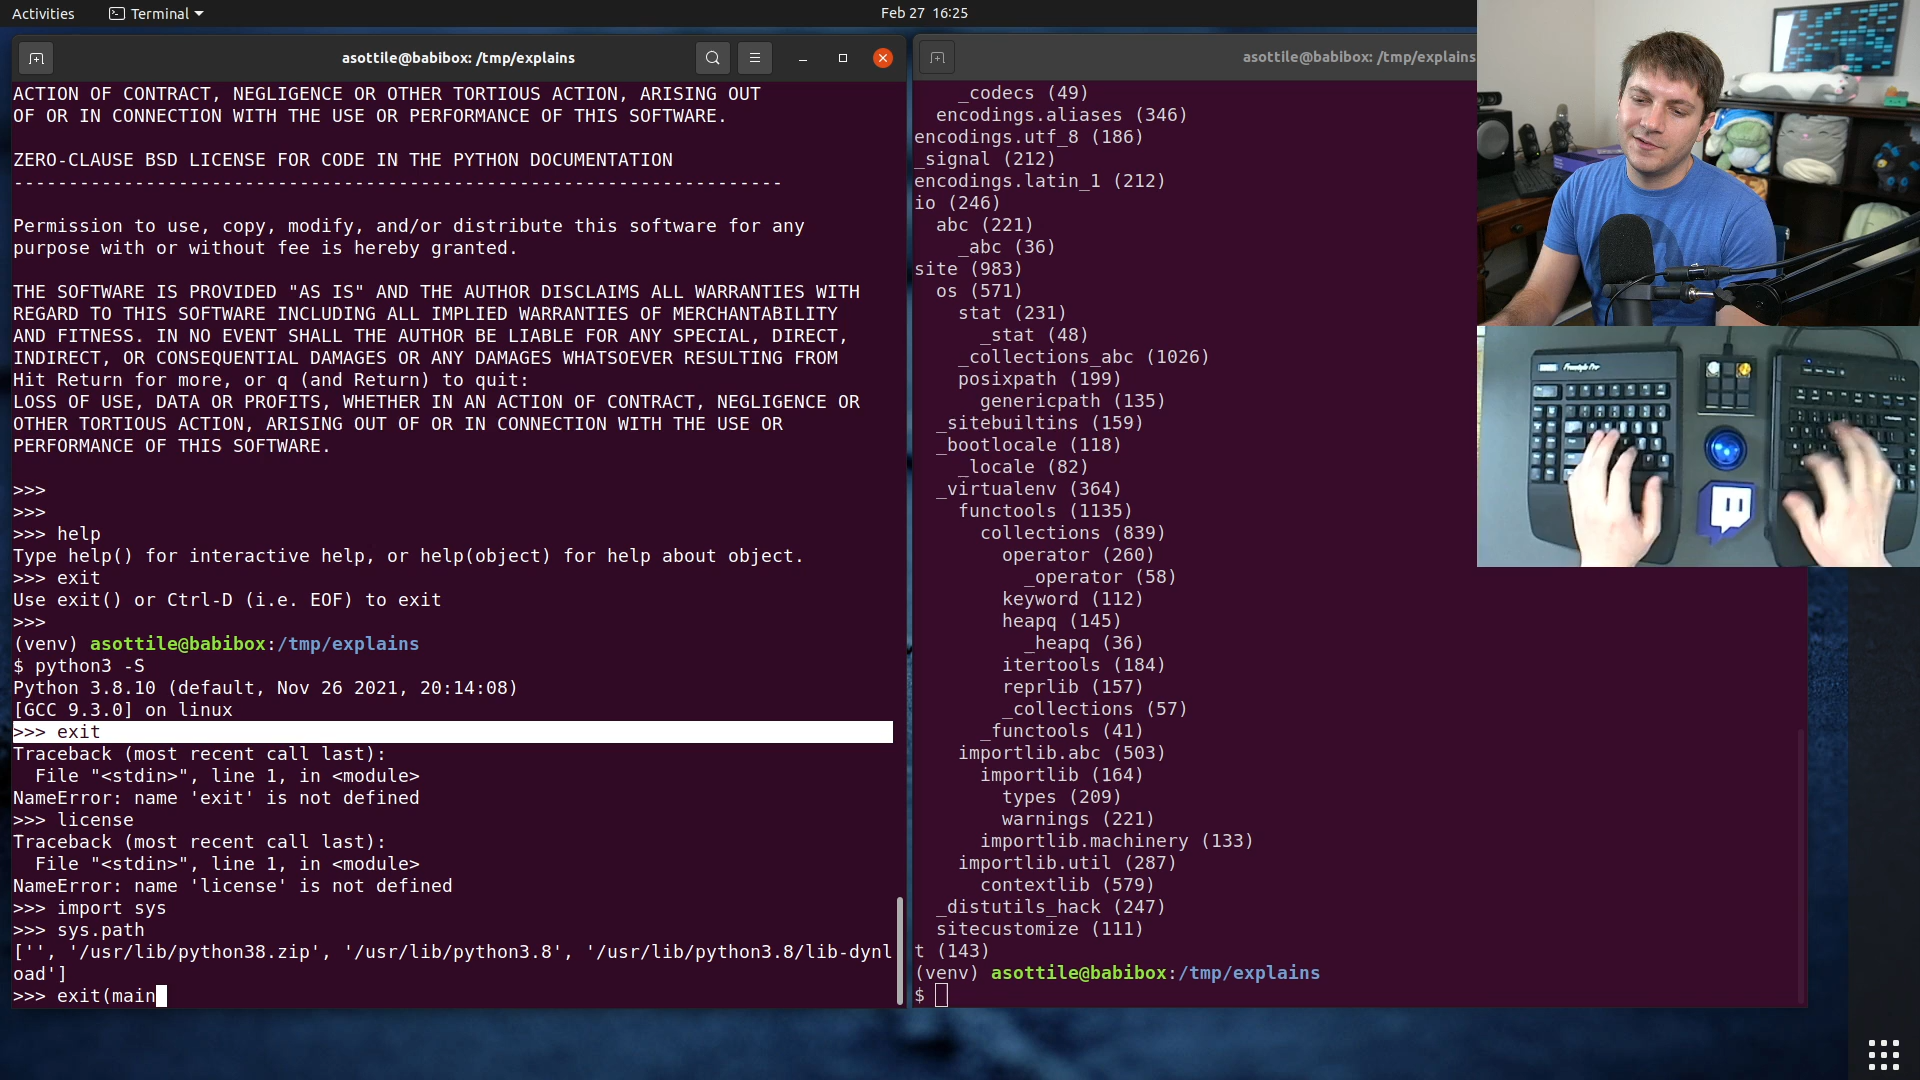 Activities
Terminal
Feb 27 16:25
asottile@babibox: /tmp/explains
ACTION OF CONTRACT, NEGLIGENCE OR OTHER TORTIOUS ACTION, ARISING OUT
OF OR IN CONNECTION WITH THE USE OR PERFORMANCE OF THIS SOFTWARE.
ZERO-CLAUSE BSD LICENSE FOR CODE IN THE PYTHON DOCUMENTATION
----------------------------------------------------------------------
Permission to use, copy, modify, and/or distribute this software for any
purpose with or without fee is hereby granted.
THE SOFTWARE IS PROVIDED "AS IS" AND THE AUTHOR DISCLAIMS ALL WARRANTIES WITH
REGARD TO THIS SOFTWARE INCLUDING ALL IMPLIED WARRANTIES OF MERCHANTABILITY
AND FITNESS. IN NO EVENT SHALL THE AUTHOR BE LIABLE FOR ANY SPECIAL, DIRECT,
INDIRECT, OR CONSEQUENTIAL DAMAGES OR ANY DAMAGES WHATSOEVER RESULTING FROM
Hit Return for more, or q (and Return) to quit:
LOSS OF USE, DATA OR PROFITS, WHETHER IN AN ACTION OF CONTRACT, NEGLIGENCE OR
OTHER TORTIOUS ACTION, ARISING OUT OF OR IN CONNECTION WITH THE USE OR
PERFORMANCE OF THIS SOFTWARE.
>>>
>>>
>>> help
Type help() for interactive help, or help(object) for help about object.
>>> exit
Use exit() or Ctrl-D (i.e. EOF) to exit
>>>
(venv) asottile@babibox:/tmp/explains
$ python3 -S
Python 3.8.10 (default, Nov 26 2021, 20:14:08)
[GCC 9.3.0] on linux
>>> exit
Traceback (most recent call last):
  File "<stdin>", line 1, in <module>
NameError: name 'exit' is not defined
>>> license
Traceback (most recent call last):
  File "<stdin>", line 1, in <module>
NameError: name 'license' is not defined
>>> import sys
>>> sys.path
['', '/usr/lib/python38.zip', '/usr/lib/python3.8', '/usr/lib/python3.8/lib-dynl
oad']
>>> exit(main
asottile@babibox: /tmp/explains
_codecs (49)
encodings.aliases (346)
encodings.utf_8 (186)
_signal (212)
encodings.latin_1 (212)
io (246)
abc (221)
_abc (36)
site (983)
os (571)
stat (231)
_stat (48)
_collections_abc (1026)
posixpath (199)
genericpath (135)
_sitebuiltins (159)
_bootlocale (118)
_locale (82)
_virtualenv (364)
functools (1135)
collections (839)
operator (260)
_operator (58)
keyword (112)
heapq (145)
_heapq (36)
itertools (184)
reprlib (157)
_collections (57)
_functools (41)
importlib.abc (503)
importlib (164)
types (209)
warnings (221)
importlib.machinery (133)
importlib.util (287)
contextlib (579)
_distutils_hack (247)
sitecustomize (111)
t (143)
(venv) asottile@babibox:/tmp/explains
$
Freestyle Pro